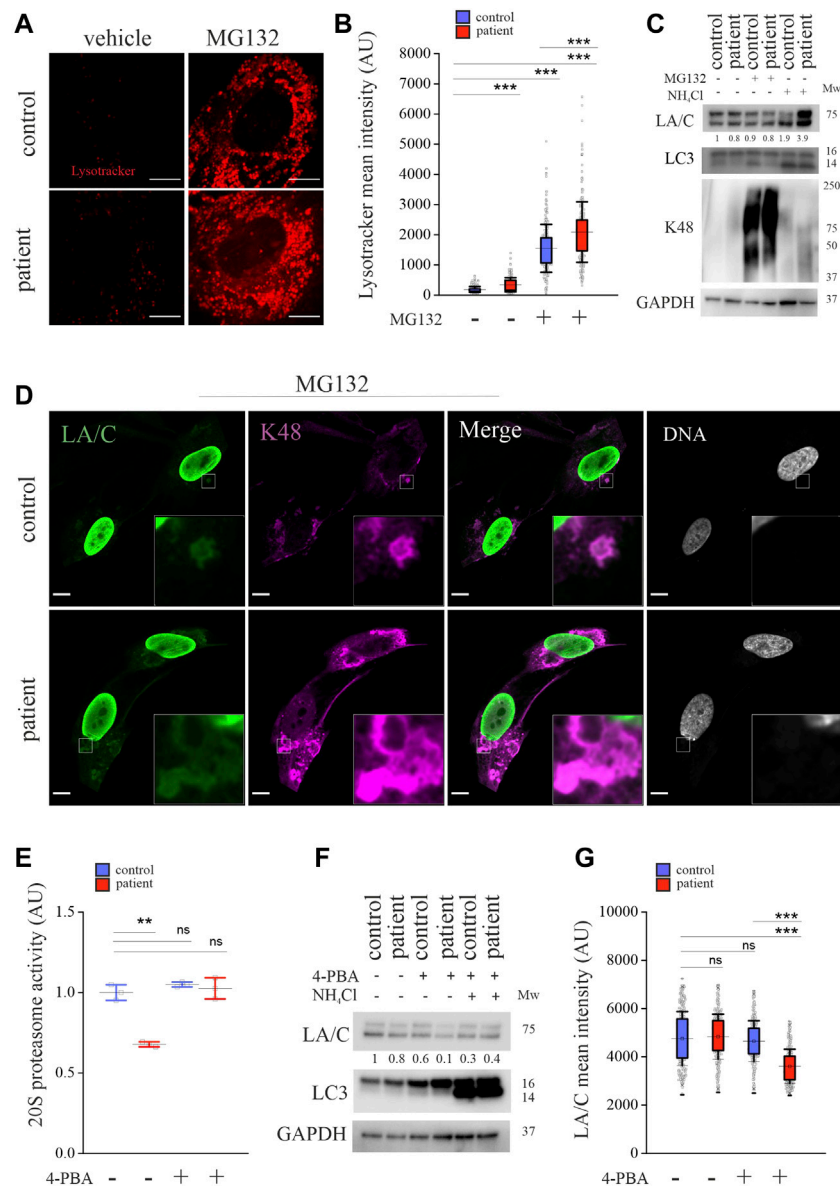 A
vehicle
MG132
control
Lysotracker
patient
B
control
patient
Lysotracker mean intensity (AU)
8000
7000
6000
5000
4000
3000
2000
1000
0
***
***
***
***
MG132
- - + +
C
control
patient
control
patient
control
patient
MG132 - - + + - -
NH4Cl - - - - + +
Mw
LA/C
75
1 0.8 0.9 0.8 1.9 3.9
LC3
16
14
K48
250
75
50
37
GAPDH
37
D
MG132
LA/C
K48
Merge
DNA
control
patient
E
control
patient
20S proteasome activity (AU)
1.5
1.0
0.5
0.0
**
ns
ns
4-PBA - - + +
F
control
patient
control
patient
control
patient
4-PBA - - + + + +
NH4Cl - - - - + +
Mw
LA/C
75
1 0.8 0.6 0.1 0.3 0.4
LC3
16
14
GAPDH
37
G
control
patient
LA/C mean intensity (AU)
10000
8000
6000
4000
2000
0
***
***
ns
ns
4-PBA - - + +